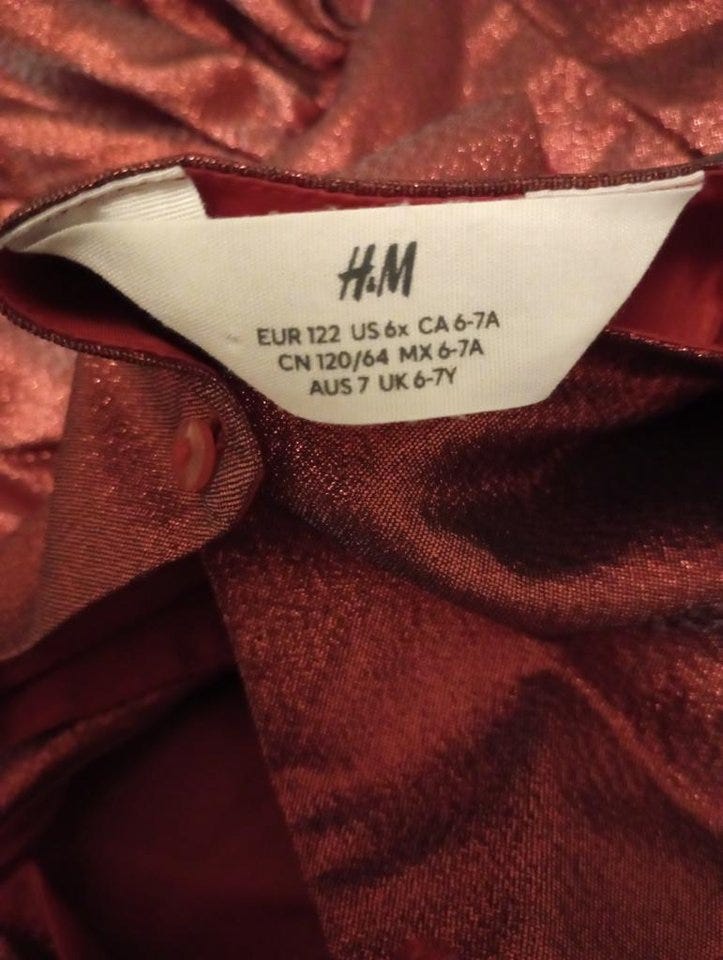 H&M
EUR 122 US 6x CA 6-7A
CN 120/64 MX 6-7A
AUS 7 UK 6-7Y